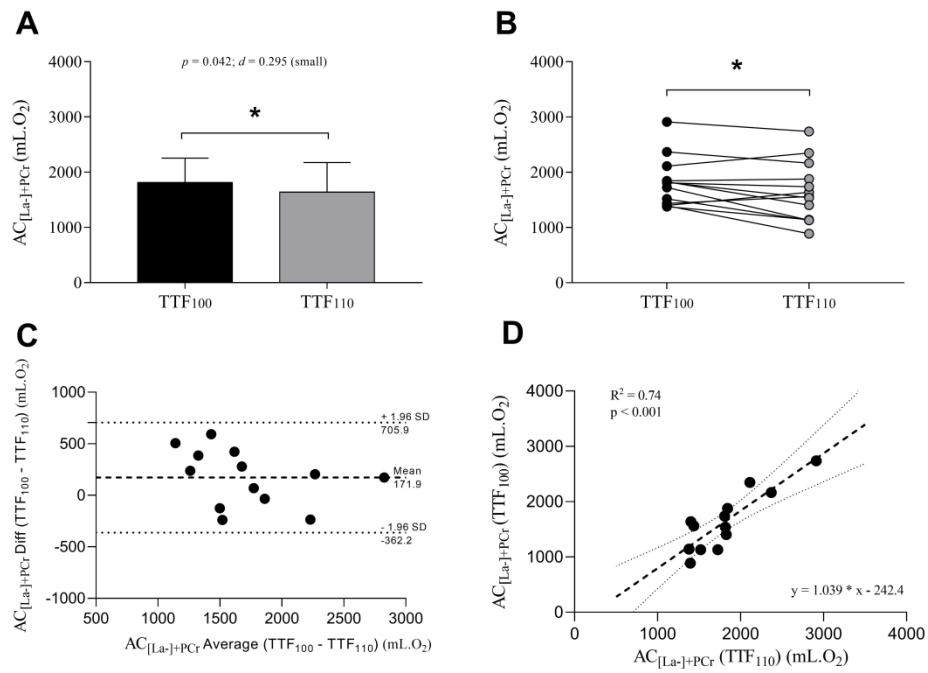 A
AC[La-]+PCr (mL.O2)
4000
3000
2000
1000
0
p = 0.042; d = 0.295 (small)
*
TTF100
TTF110
B
AC[La-]+PCr (mL.O2)
4000
3000
2000
1000
0
*
TTF100
TTF110
C
AC[La-]+PCr Diff (TTF100 - TTF110) (mL.O2)
1000
500
0
-500
-1000
+ 1.96 SD
705.9
Mean
171.9
- 1.96 SD
-362.2
500
1000
1500
2000
2500
3000
AC[La-]+PCr Average (TTF100 - TTF110) (mL.O2)
D
AC[La-]+PCr (TTF100) (mL.O2)
4000
3000
2000
1000
0
R2 = 0.74
p < 0.001
y = 1.039 * x - 242.4
0
1000
2000
3000
4000
AC[La-]+PCr (TTF110) (mL.O2)